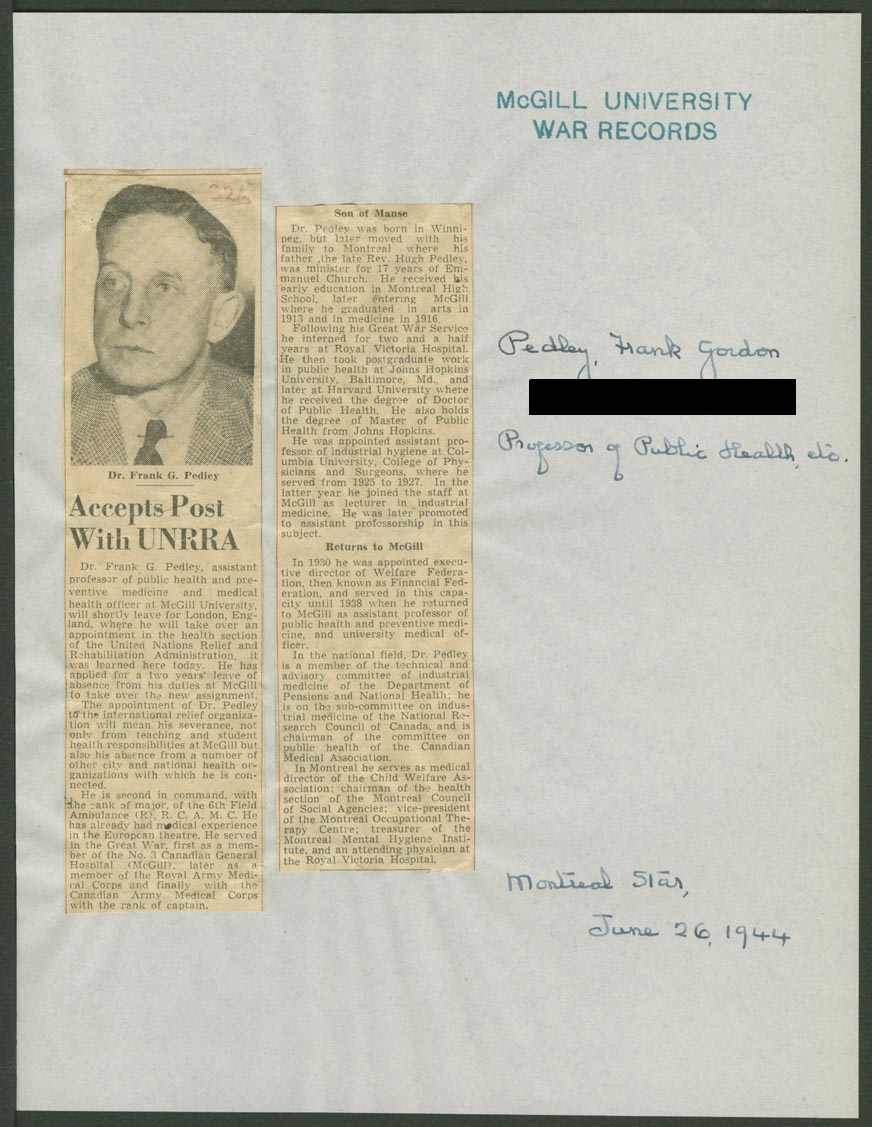 McGILL UNIVERSITY
WAR RECORDS
326
Dr. Frank G. Pedley
Accepts Post
With UNRRA
Dr. Frank G. Pedley, assistant
professor of public health and pre-
ventive medicine and medical
health officer at McGill University,
will shortly leave for London, Eng-
land, where he will take over an
appointment in the health section
of the United Nations Relief and
Rehabilitation Administration, it
was learned here today. He has
applied for a two years' leave of
absence from his duties at McGill
to take over the new assignment.
The appointment of Dr. Pedley
to the international relief organiza-
tion will mean his severance, not
only from teaching and student
health responsibilities at McGill but
also his absence from a number of
other city and national health or-
ganizations with which he is con-
nected.
He is second in command, with
the rank of major, of the 6th Field
Ambulance (R), R. C. A. M. C. He
has already had medical experience
in the European theatre. He served
in the Great War, first as a mem-
ber of the No. 3 Canadian General
Hospital (McGill), later as a
member of the Royal Army Medi-
cal Corps and finally with the
Canadian Army Medical Corps
with the rank of captain.
Son of Manse
Dr. Pedley was born in Winni-
peg, but later moved with his
family to Montreal where his
father ,the late Rev. Hugh Pedley,
was minister for 17 years of Em-
manuel Church. He received his
early education in Montreal High
School, later entering McGill
where he graduated in arts in
1913 and in medicine in 1916.
Following his Great War Service
he interned for two and a half
years at Royal Victoria Hospital.
He then took postgraduate work
in public health at Johns Hopkins
University, Baltimore, Md., and
later at Harvard University where
he received the degree of Doctor
of Public Health. He also holds
the degree of Master of Public
Health from Johns Hopkins.
He was appointed assistant pro-
fessor of industrial hygiene at Col-
umbia University, College of Phy-
sicians and Surgeons, where he
served from 1925 to 1927. In the
latter year he joined the staff at
McGill as lecturer in industrial
medicine. He was later promoted
to assistant professorship in this
subject.
Returns to McGill
In 1930 he was appointed execu-
tive director of Welfare Federa-
tion, then known as Financial Fed-
eration, and served in this capa-
city until 1938 when he returned
to McGill as assistant professor of
public health and preventive medi-
cine, and university medical of-
ficer.
In the national field, Dr. Pedley
is a member of the technical and
advisory committee of industrial
medicine of the Department of
Pensions and National Health; he
is on the sub-committee on indus-
trial medicine of the National Re-
search Council of Canada, and is
chairman of the committee on
public health of the Canadian
Medical Association.
In Montreal he serves as medical
director of the Child Welfare As-
sociation; chairman of the health
section of the Montreal Council
of Social Agencies; vice-president
of the Montreal Occupational The-
rapy Centre; treasurer of the
Montreal Mental Hygiene Insti-
tute, and an attending physician at
the Royal Victoria Hospital.
Pedley, Frank Gordon
Professor of Public Health, etc.
Montreal Star,
June 26, 1944